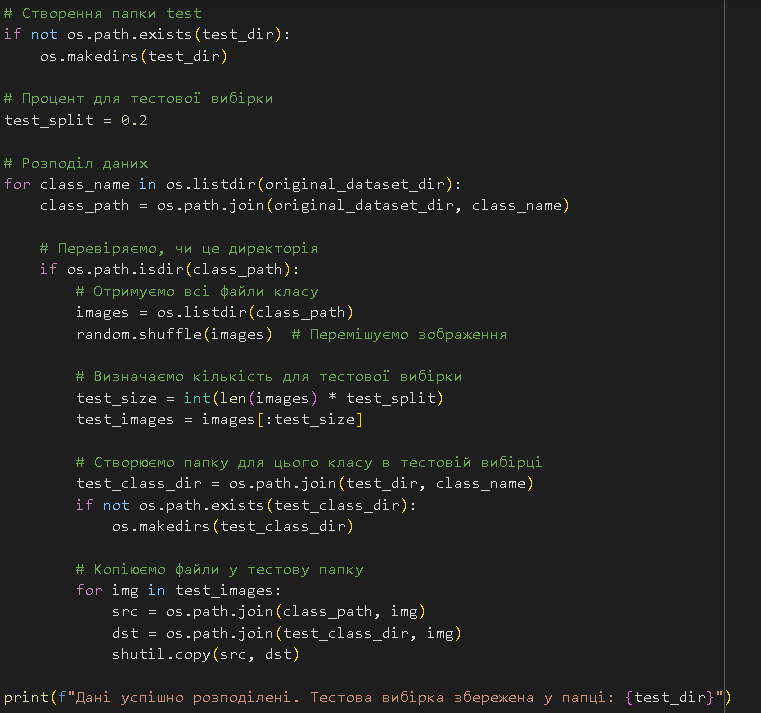 # Створення папки test
if not os.path.exists(test_dir):
    os.makedirs(test_dir)

# Процент для тестової вибірки
test_split = 0.2

# Розподіл даних
for class_name in os.listdir(original_dataset_dir):
    class_path = os.path.join(original_dataset_dir, class_name)

    # Перевіряємо, чи це директорія
    if os.path.isdir(class_path):
        # Отримуємо всі файли класу
        images = os.listdir(class_path)
        random.shuffle(images)  # Перемішуємо зображення

        # Визначаємо кількість для тестової вибірки
        test_size = int(len(images) * test_split)
        test_images = images[:test_size]

        # Створюємо папку для цього класу в тестовій вибірці
        test_class_dir = os.path.join(test_dir, class_name)
        if not os.path.exists(test_class_dir):
            os.makedirs(test_class_dir)

        # Копіюємо файли у тестову папку
        for img in test_images:
            src = os.path.join(class_path, img)
            dst = os.path.join(test_class_dir, img)
            shutil.copy(src, dst)

print(f"Дані успішно розподілені. Тестова вибірка збережена у папці: {test_dir}")